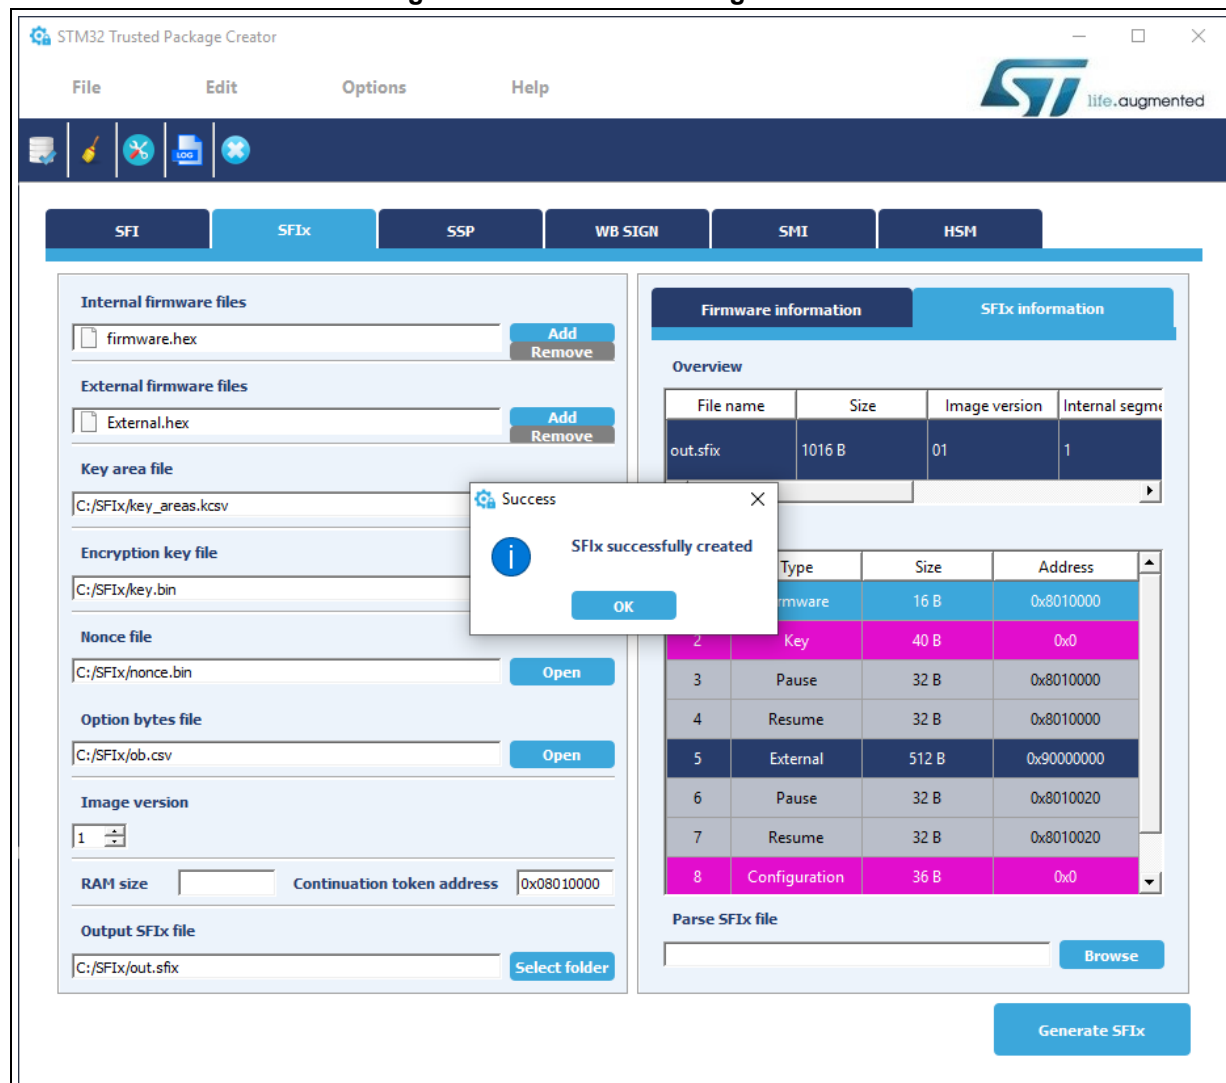 STM32 Trusted Package Creator
File Edit Options Help
ST life.augmented
LOG
SFI SFIx SSP WB SIGN SMI HSM
Internal firmware files
firmware.hex
Add
Remove
External firmware files
External.hex
Add
Remove
Key area file
C:/SFIx/key_areas.kcsv
Encryption key file
C:/SFIx/key.bin
Nonce file
C:/SFIx/nonce.bin
Open
Option bytes file
C:/SFIx/ob.csv
Open
Image version
1
RAM size Continuation token address 0x08010000
Output SFIx file
C:/SFIx/out.sfix
Select folder
Firmware information SFIx information
Overview
File name Size Image version Internal segme
out.sfix 1016 B 01 1
Success
SFIx successfully created
OK
Type Size Address
rmware 16 B 0x8010000
2 Key 40 B 0x0
3 Pause 32 B 0x8010000
4 Resume 32 B 0x8010000
5 External 512 B 0x90000000
6 Pause 32 B 0x8010020
7 Resume 32 B 0x8010020
8 Configuration 36 B 0x0
Parse SFIx file
Browse
Generate SFIx